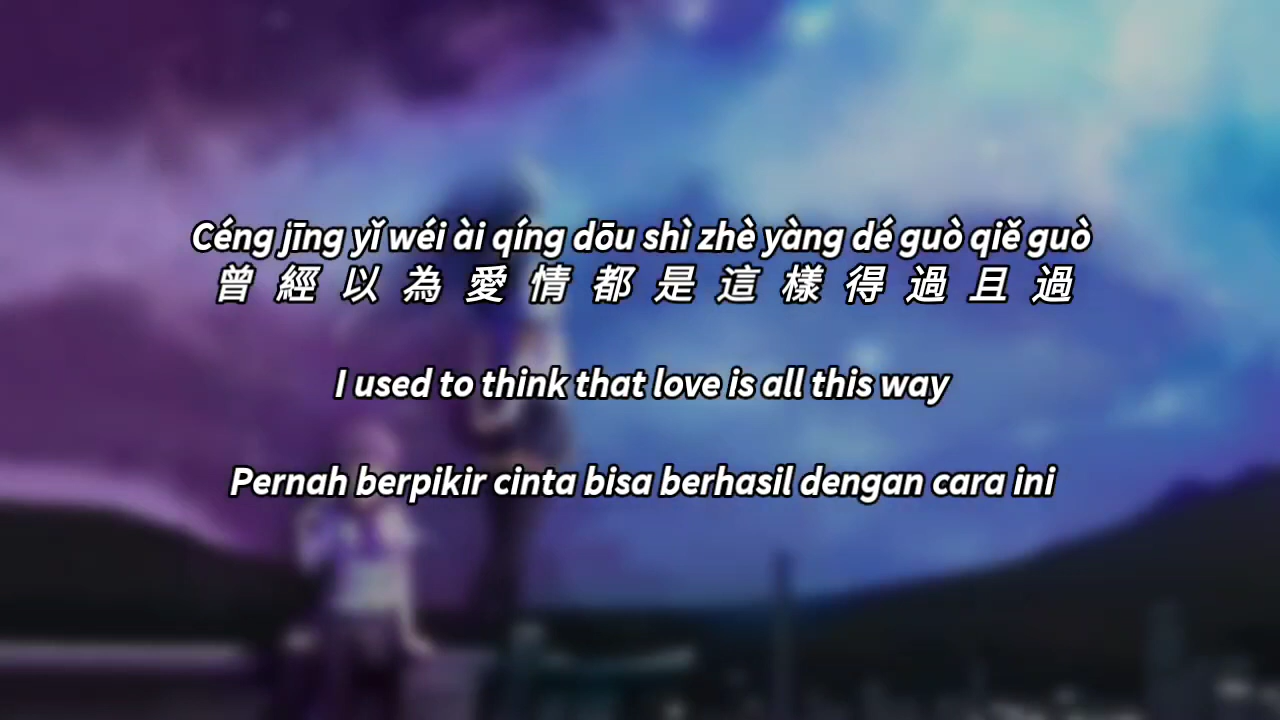 Céng jīng yǐ wéi ài qíng dōu shì zhè yàng dé guò qiě guò
曾經以為愛情都是這樣得過且過
I used to think that love is all this way
Pernah berpikir cinta bisa berhasil dengan cara ini